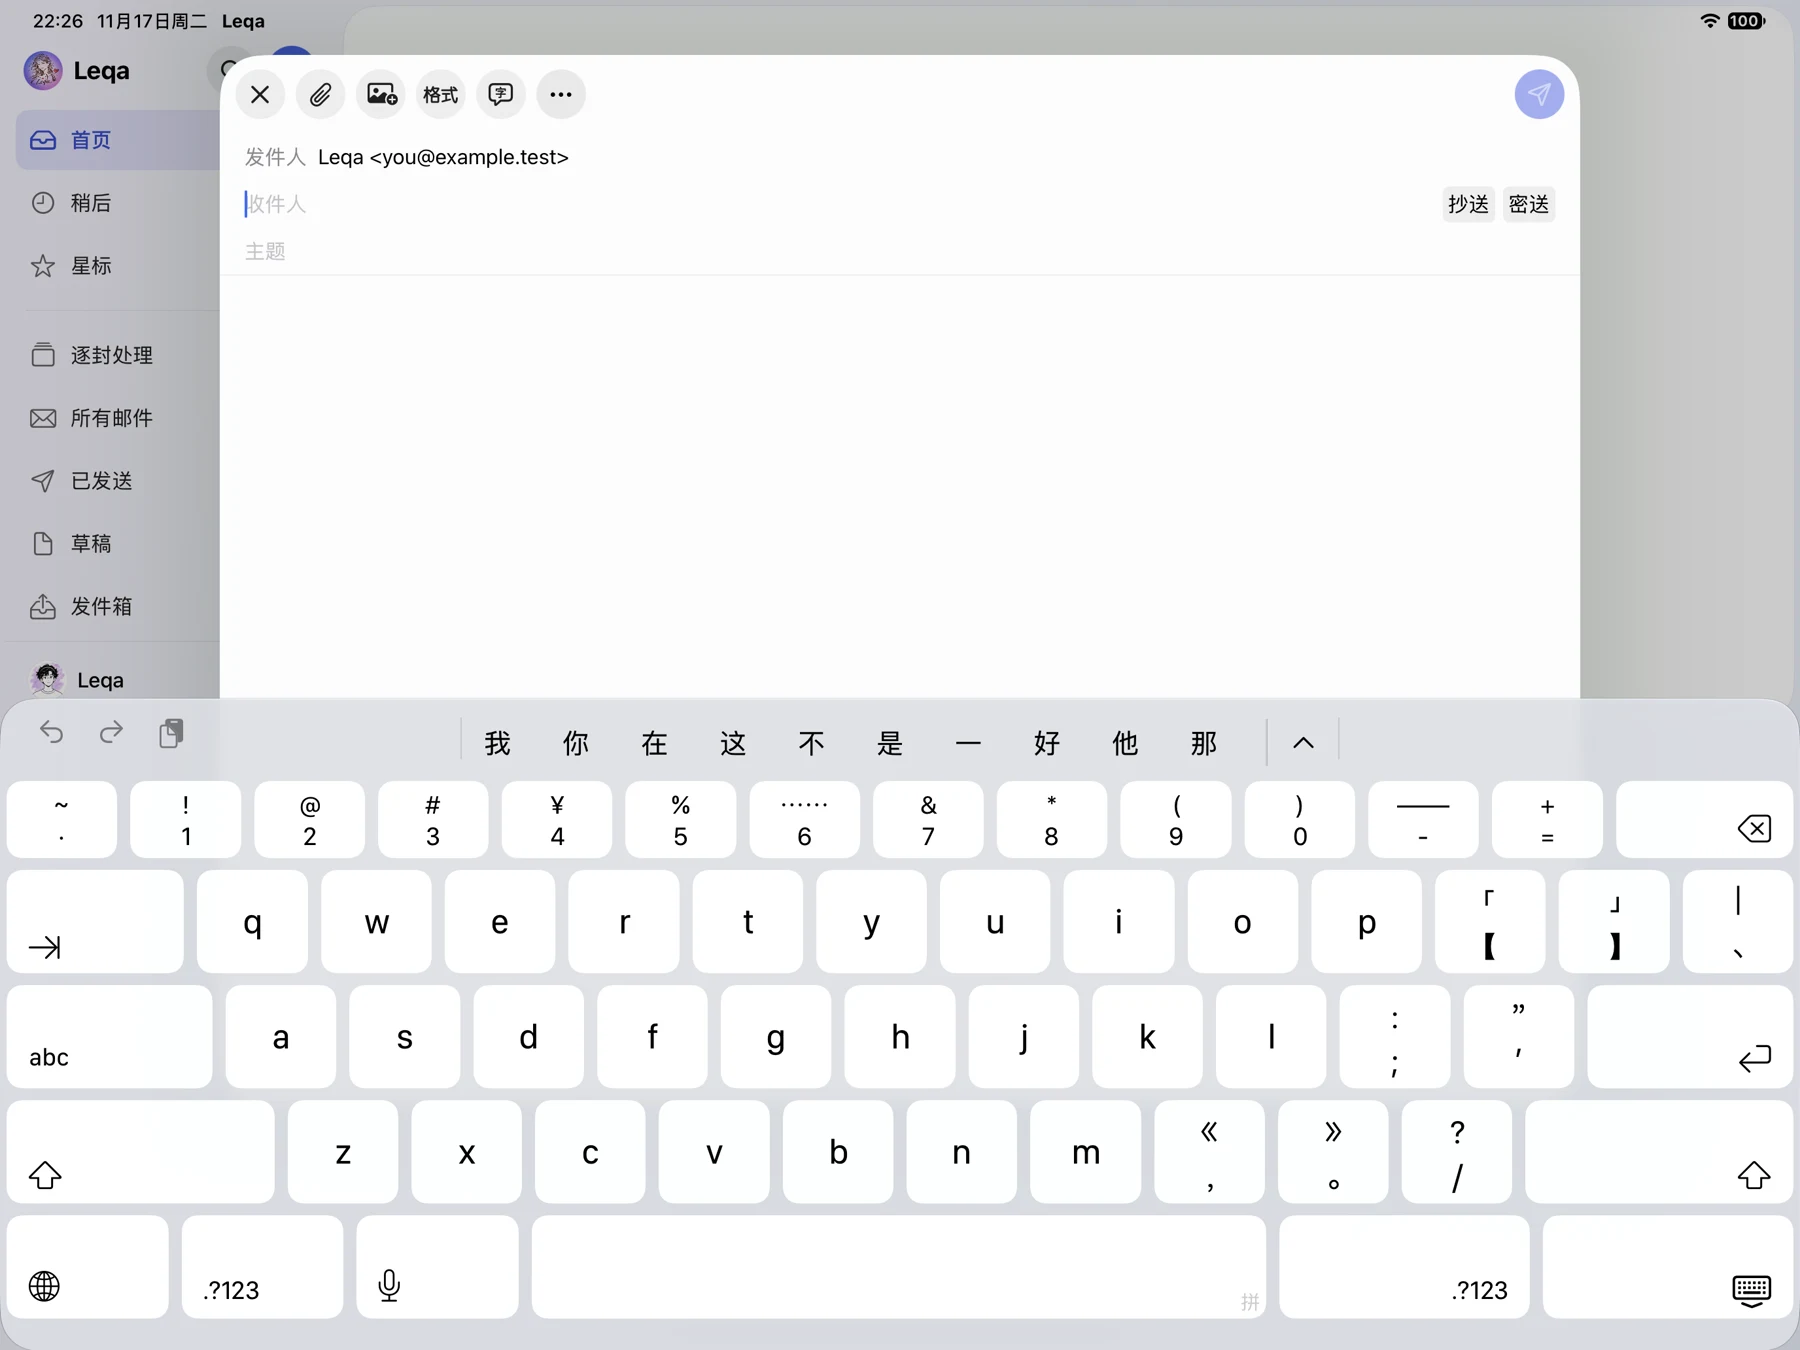 22:26 11月17日周二 Leqa
100
Leqa
首页
稍后
星标
逐封处理
所有邮件
已发送
草稿
发件箱
Leqa
格式
字
发件人 Leqa <you@example.test>
收件人
抄送 密送
主题
我 你 在 这 不 是 一 好 他 那
~ ! @ # ¥ % …… & * ( ) —— +
· 1 2 3 4 5 6 7 8 9 0 - =
q w e r t y u i o p 「 【 」 】 | 、
abc a s d f g h j k l : ; ” ’
z x c v b n m 《 , 》 。 ? /
.?123 拼 .?123